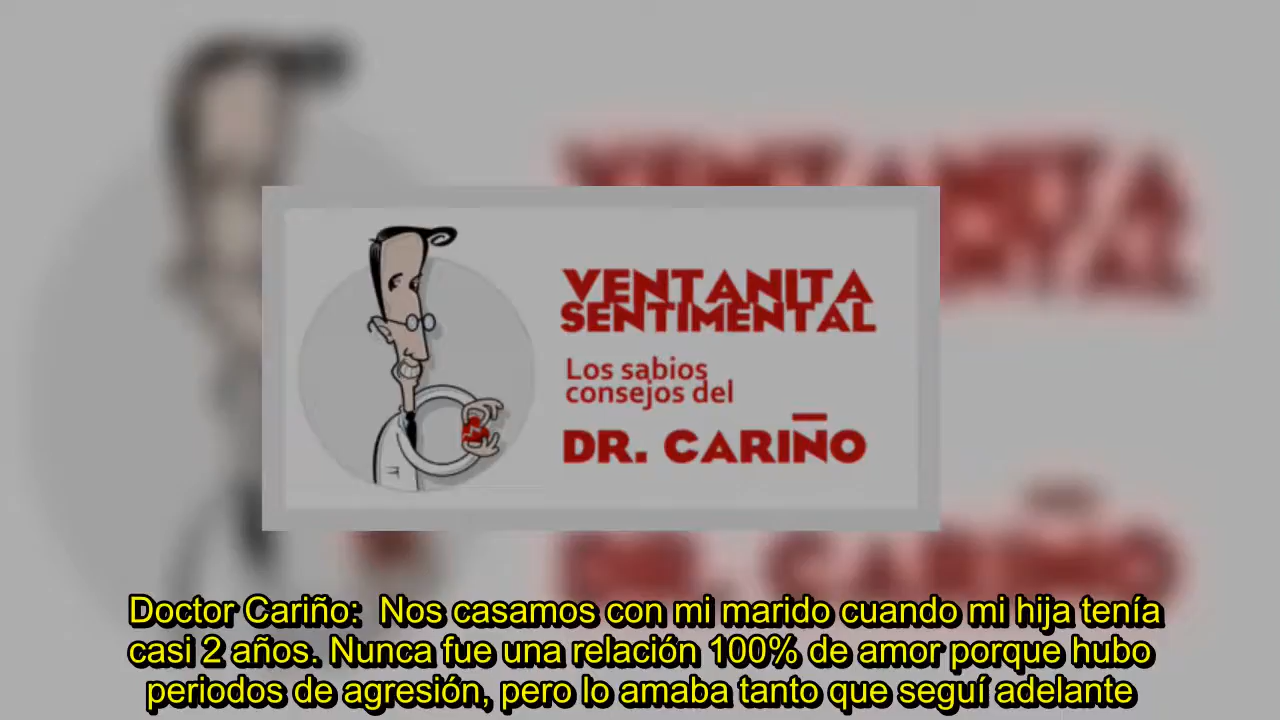 VENTANITA
SENTIMENTAL
Los sabios
consejos del
DR. CARIÑO
Doctor Cariño:  Nos casamos con mi marido cuando mi hija tenía
casi 2 años. Nunca fue una relación 100% de amor porque hubo
periodos de agresión, pero lo amaba tanto que seguí adelante